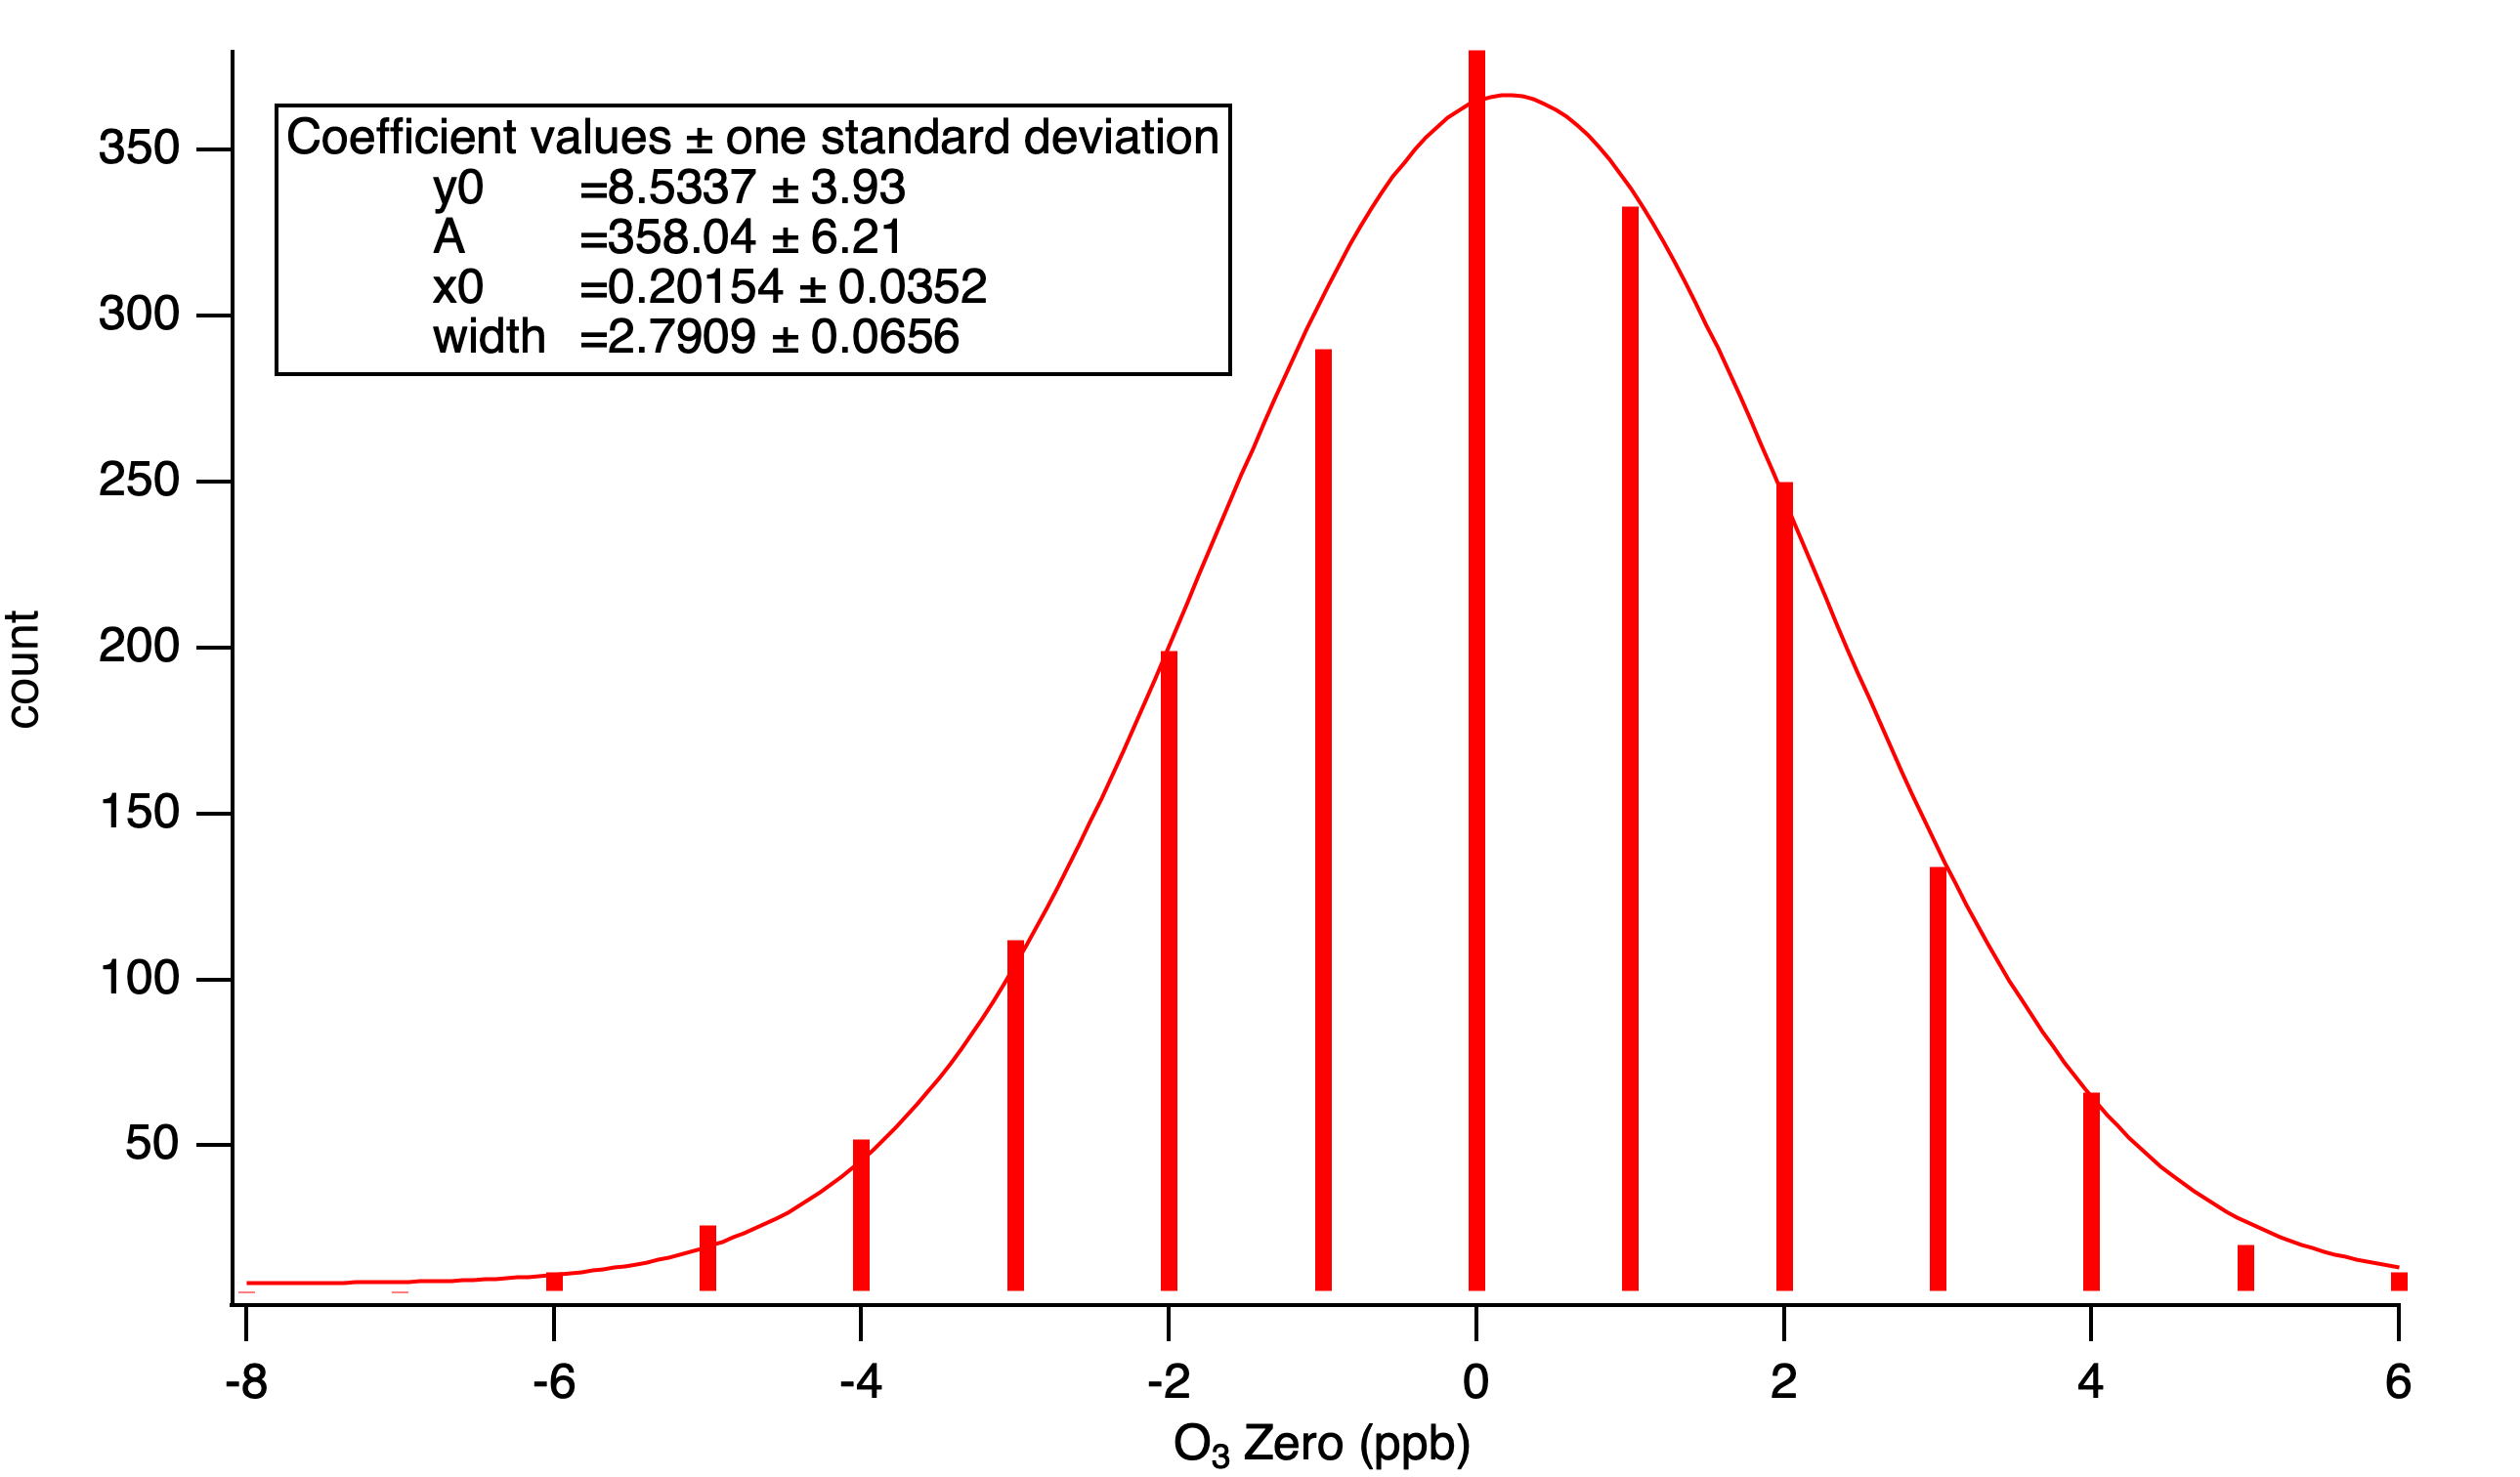 Coefficient values ± one standard deviation
y0 =8.5337 ± 3.93
A =358.04 ± 6.21
x0 =0.20154 ± 0.0352
width =2.7909 ± 0.0656
350
300
250
200
150
100
50
count
-8 -6 -4 -2 0 2 4 6
O₃ Zero (ppb)